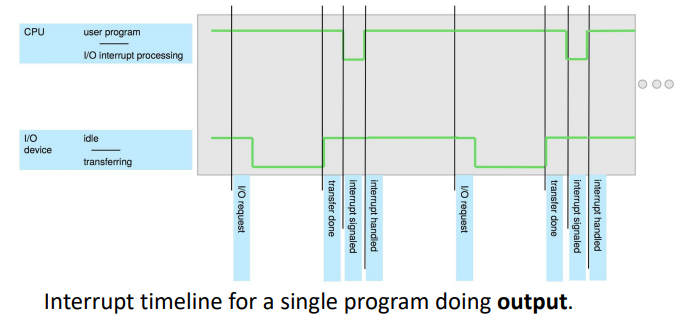 CPU
user program
I/O interrupt processing
I/O
device
idle
transferring
I/O request
transfer done
interrupt signaled
interrupt handled
I/O request
transfer done
interrupt signaled
interrupt handled
Interrupt timeline for a single program doing output.